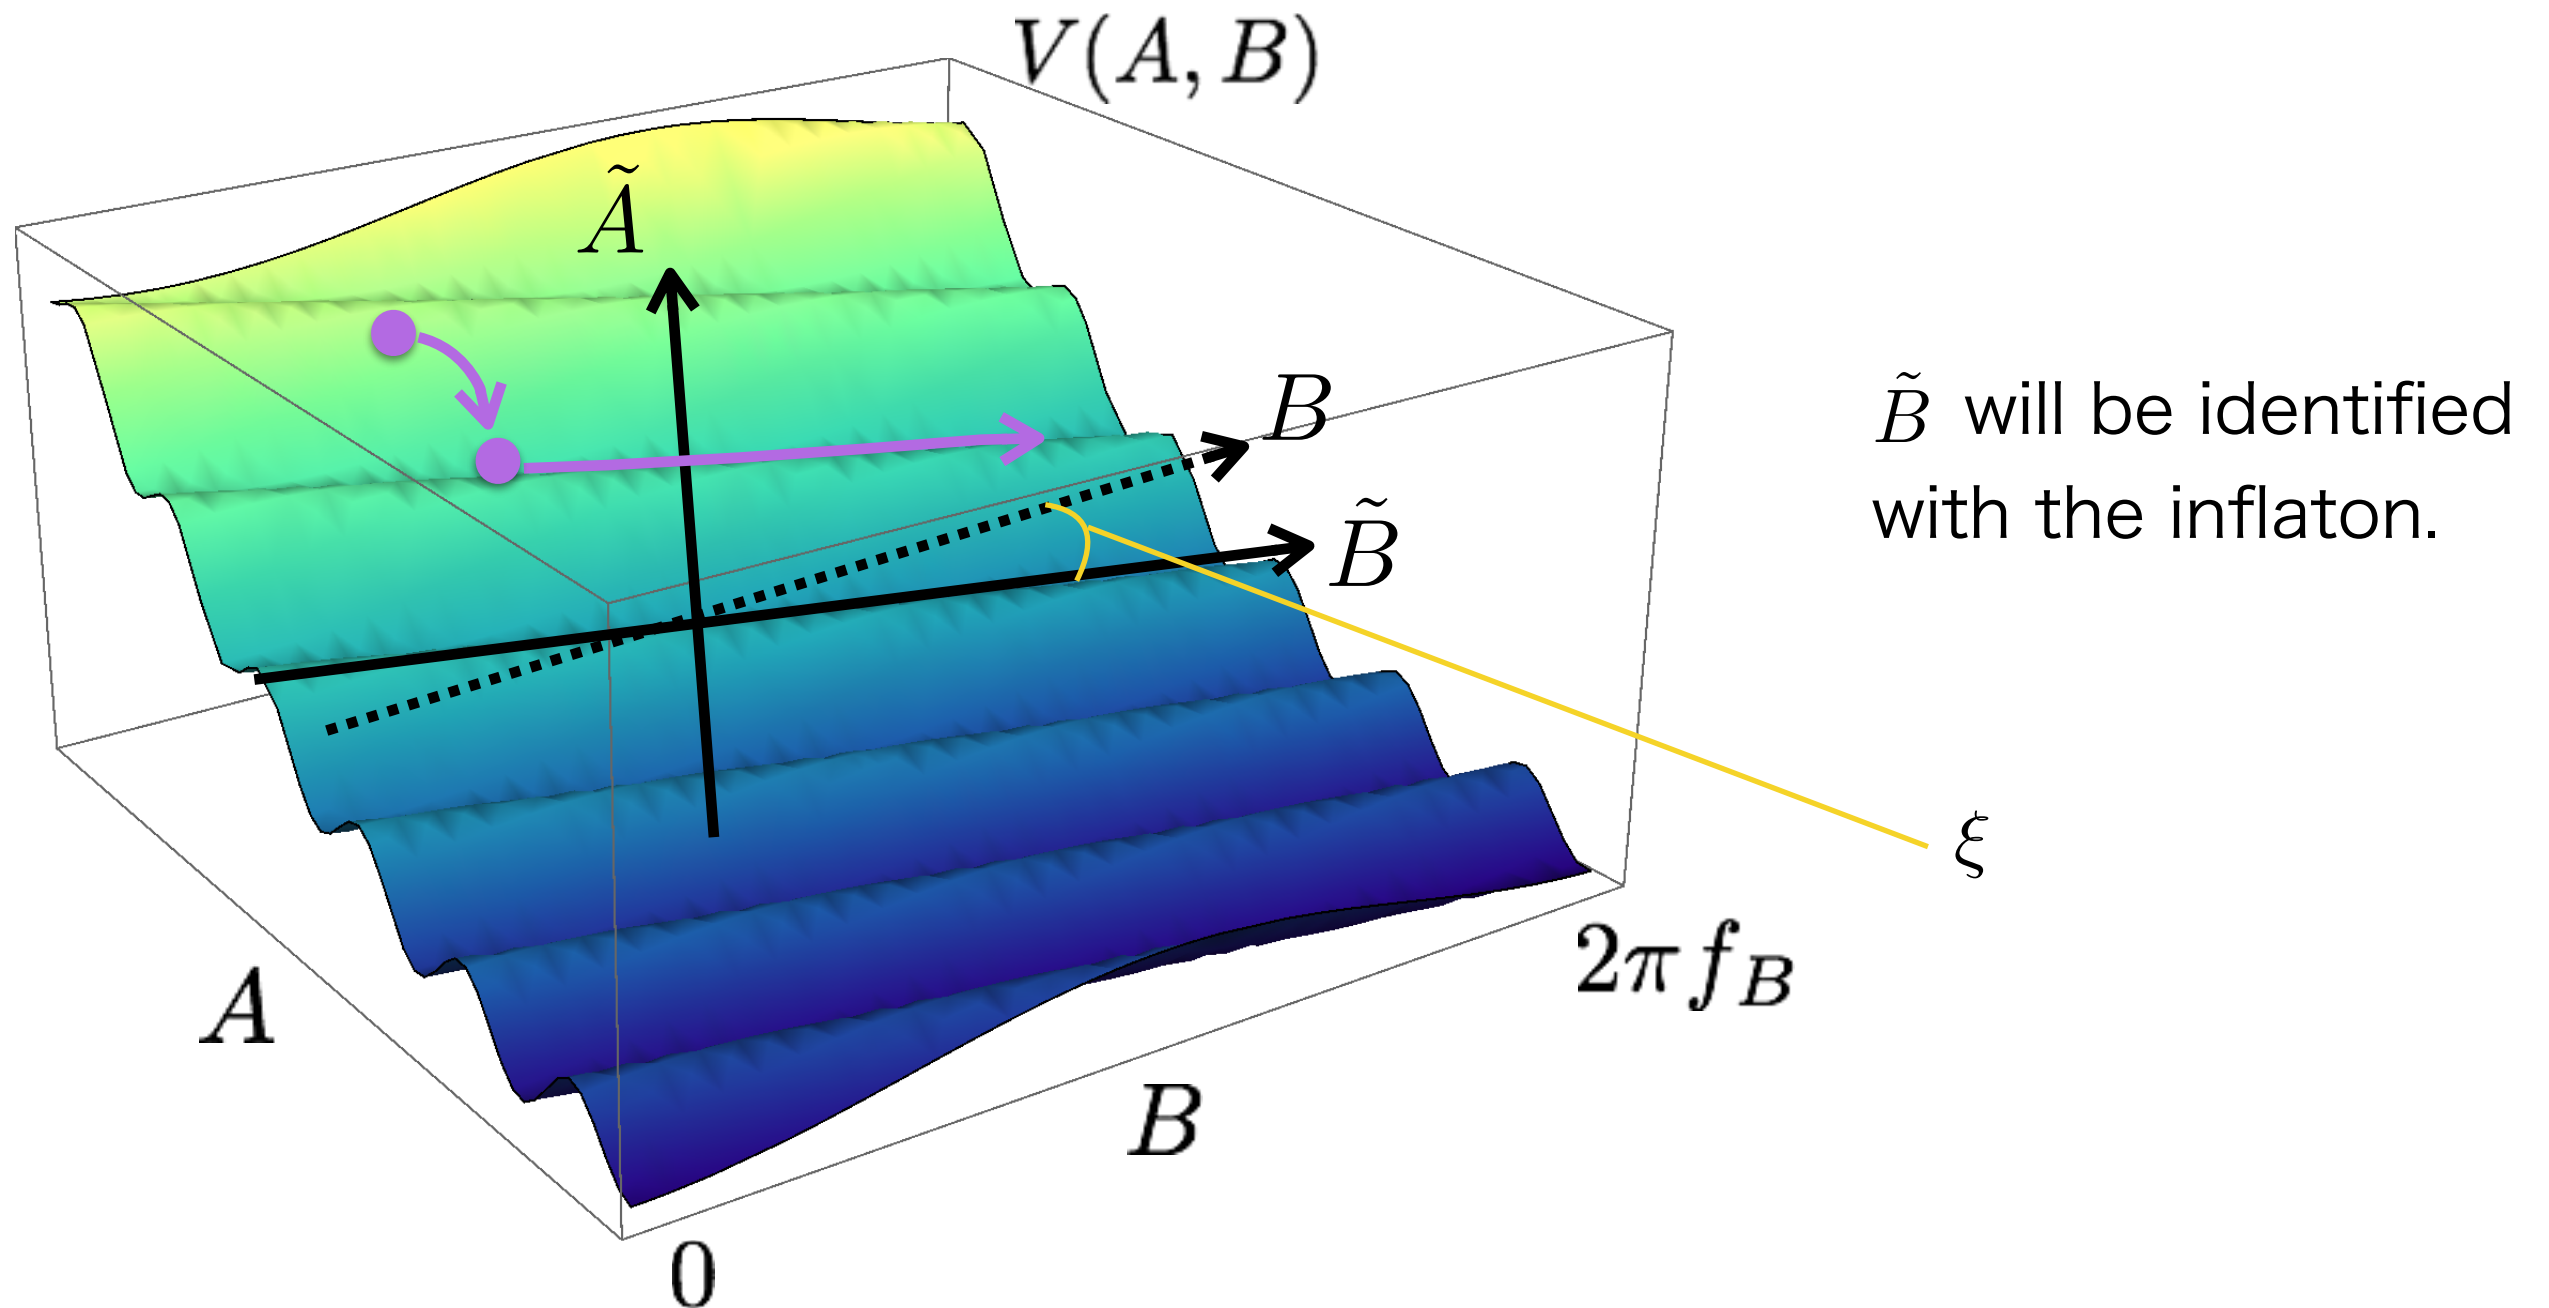 V(A, B)
Ã
B
B̃
B̃ will be identified
with the inflaton.
ξ
2πf_B
A
B
0